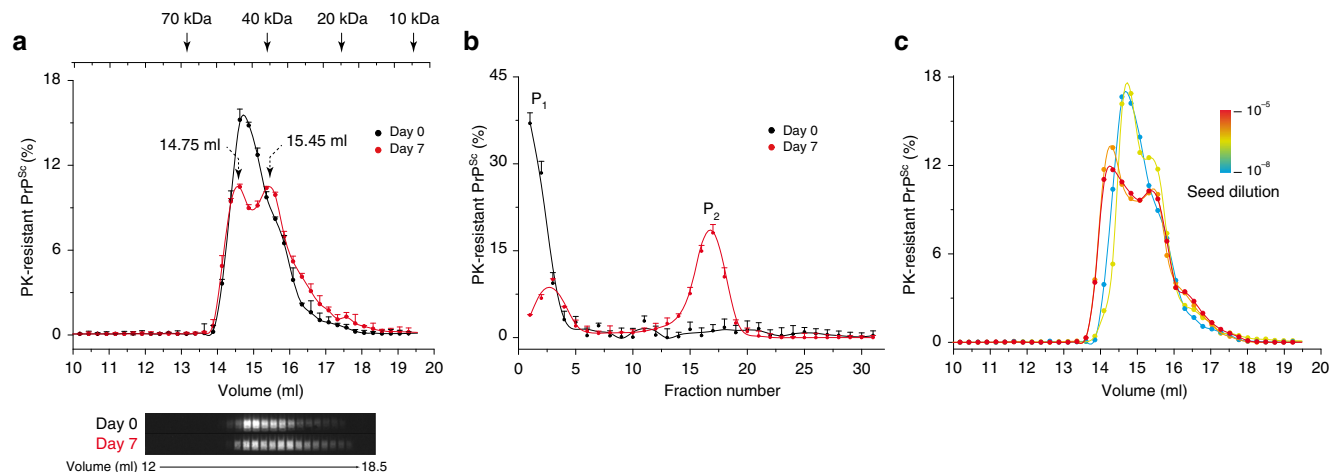 a
70 kDa 40 kDa 20 kDa 10 kDa
18
12
6
0
PK-resistant PrPSc (%)
14.75 ml
15.45 ml
Day 0
Day 7
10 11 12 13 14 15 16 17 18 19 20
Volume (ml)
Day 0
Day 7
Volume (ml) 12 18.5
b
45
30
15
0
PK-resistant PrPSc (%)
P1
P2
Day 0
Day 7
0 5 10 15 20 25 30
Fraction number
c
18
12
6
0
PK-resistant PrPSc (%)
10-5
10-8
Seed dilution
10 11 12 13 14 15 16 17 18 19 20
Volume (ml)